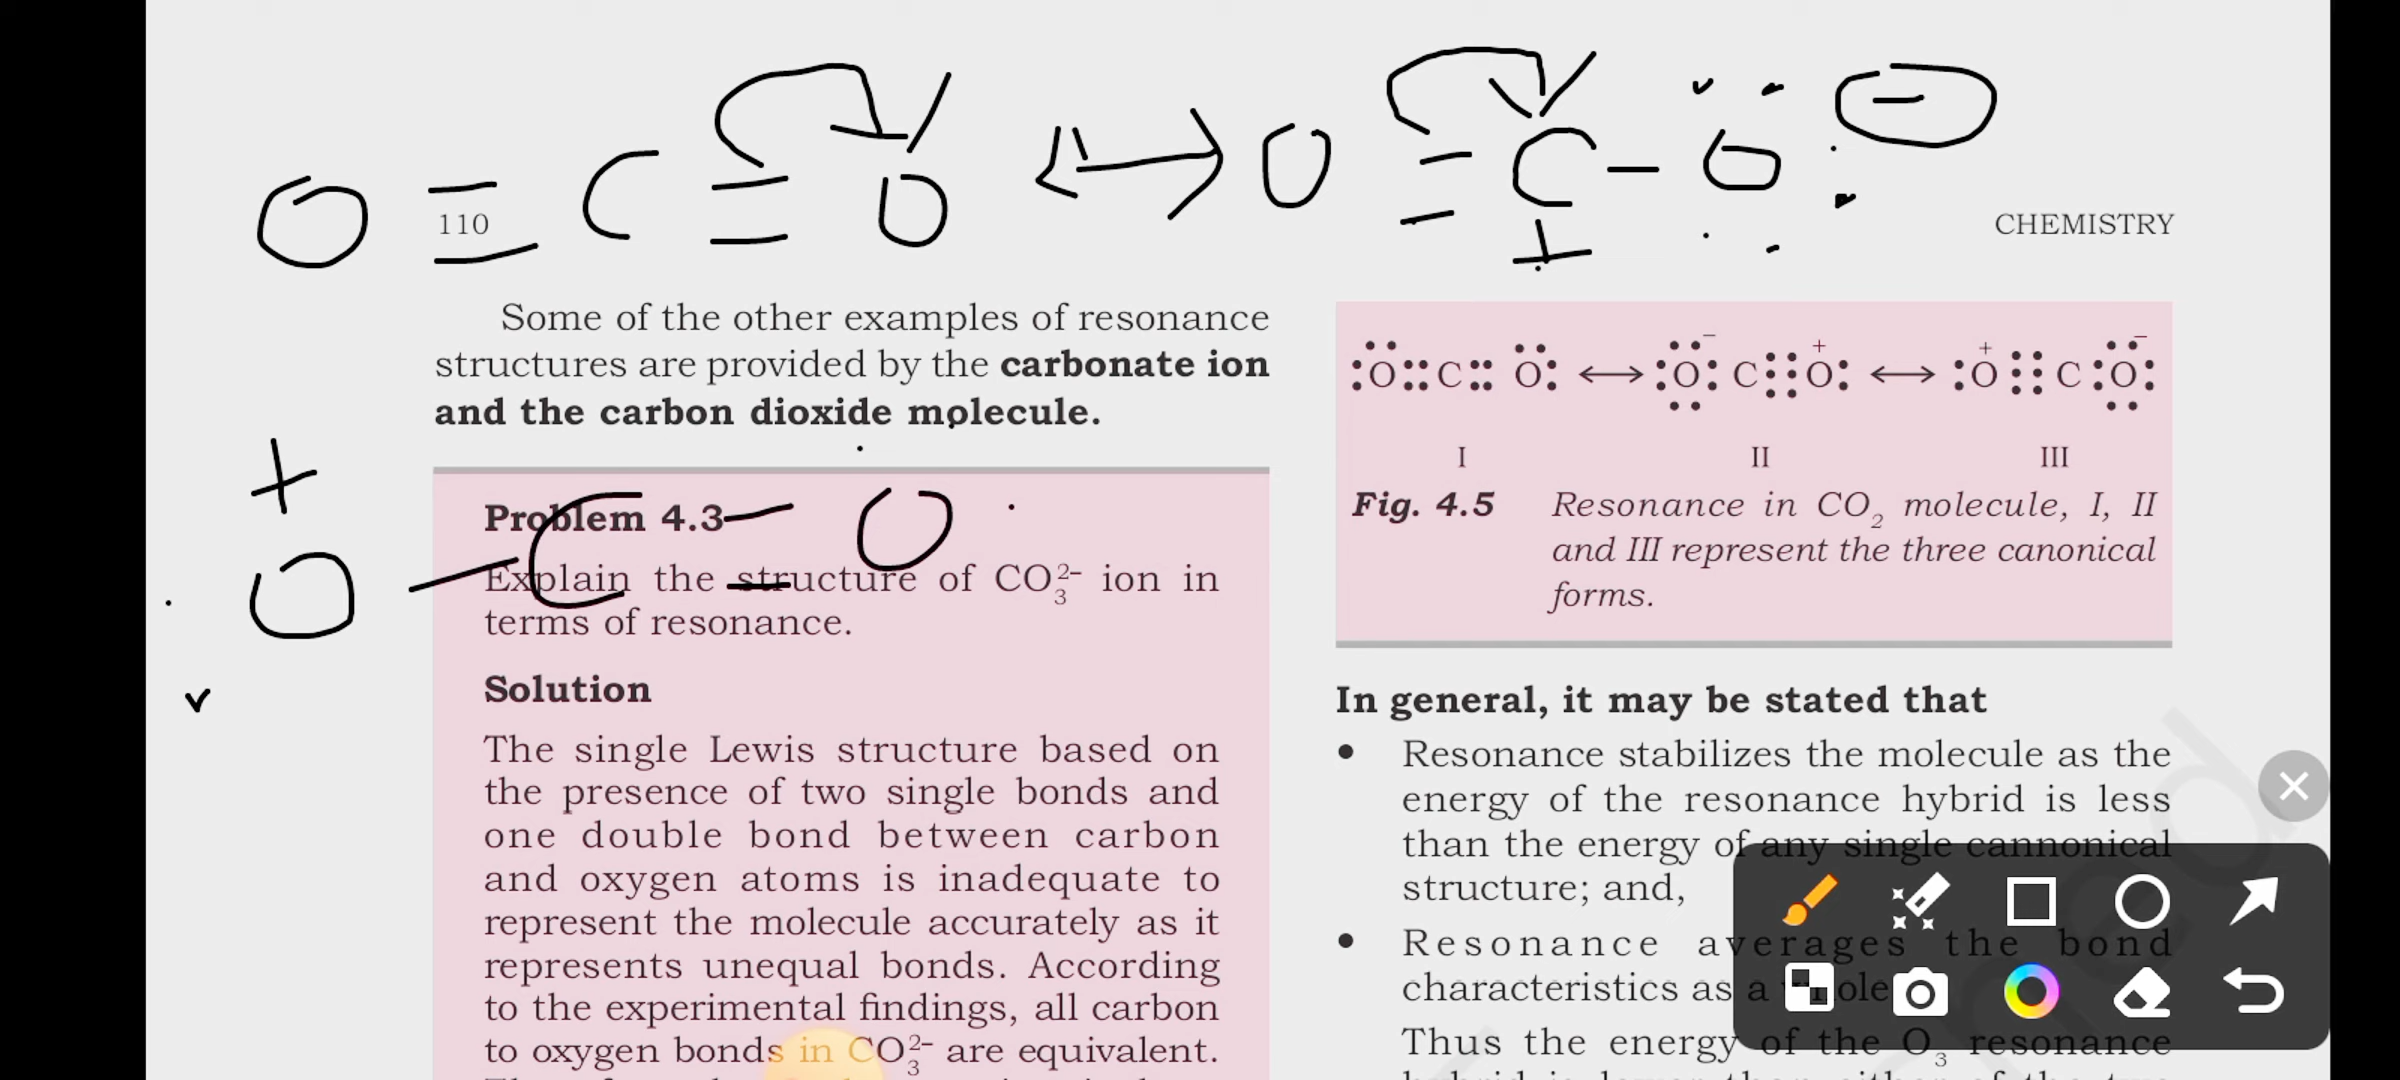 O = C = O ↔ O = C - O −
+
110
CHEMISTRY
Some of the other examples of resonance
structures are provided by the carbonate ion
and the carbon dioxide molecule.
+
O - C = O
Problem 4.3
Explain the structure of CO₃²⁻ ion in
terms of resonance.
Solution
The single Lewis structure based on
the presence of two single bonds and
one double bond between carbon
and oxygen atoms is inadequate to
represent the molecule accurately as it
represents unequal bonds. According
to the experimental findings, all carbon
to oxygen bonds in CO₃²⁻ are equivalent.
:O::C:: O: ↔ :O:⁻ C⋮⋮O:⁺ ↔ :O⁺⋮⋮C:O:⁻
I II III
Fig. 4.5 Resonance in CO₂ molecule, I, II
and III represent the three canonical
forms.
In general, it may be stated that
• Resonance stabilizes the molecule as the
energy of the resonance hybrid is less
than the energy of any single cannonical
structure; and,
• Resonance averages the bond
characteristics as a whole
Thus the energy of the O₃ resonance